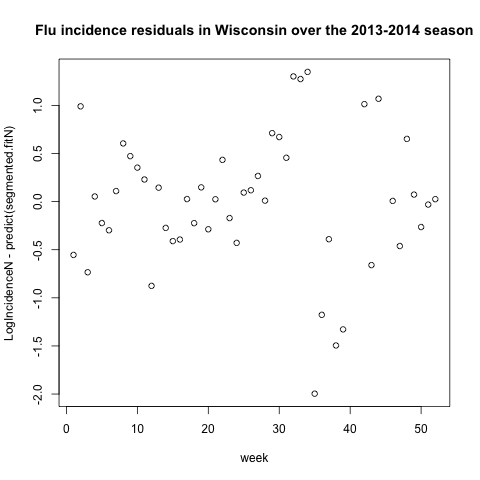 Flu incidence residuals in Wisconsin over the 2013-2014 season
LogIncidenceN - predict(segmented.fitN)
1.0
0.5
0.0
-0.5
-1.0
-1.5
-2.0
0 10 20 30 40 50
week